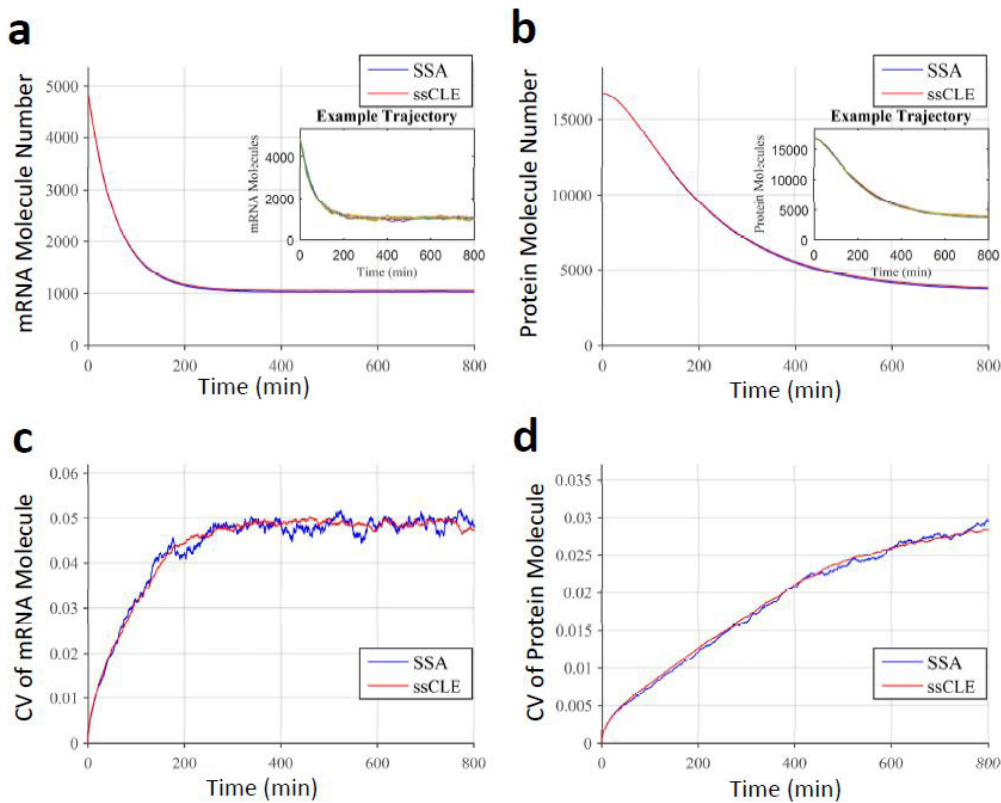 a
SSA
ssCLE
mRNA Molecule Number
5000
4000
3000
2000
1000
0
0 200 400 600 800
Time (min)
Example Trajectory
mRNA Molecules
4000
2000
0
0 200 400 600 800
Time (min)
b
SSA
ssCLE
Protein Molecule Number
15000
10000
5000
0
0 200 400 600 800
Time (min)
Example Trajectory
Protein Molecules
15000
10000
5000
0
0 200 400 600 800
Time (min)
c
CV of mRNA Molecule
0.06
0.05
0.04
0.03
0.02
0.01
0
0 200 400 600 800
Time (min)
SSA
ssCLE
d
CV of Protein Molecule
0.035
0.03
0.025
0.02
0.015
0.01
0.005
0
0 200 400 600 800
Time (min)
SSA
ssCLE